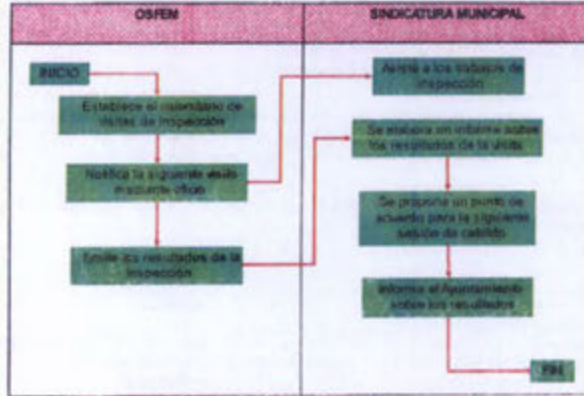 OSFEM
SINDICATURA MUNICIPAL
INICIO
Establece el calendario de
Visitas de Inspección
Notifica la siguiente visita
mediante oficio
Emite los resultados de la
inspección
Asiste a los trabajos de
inspección
Se elabora un informe sobre
los resultados de la visita
Se propone un punto de
acuerdo para la siguiente
sesión de cabildo
Informa al Ayuntamiento
sobre los resultados
FIN